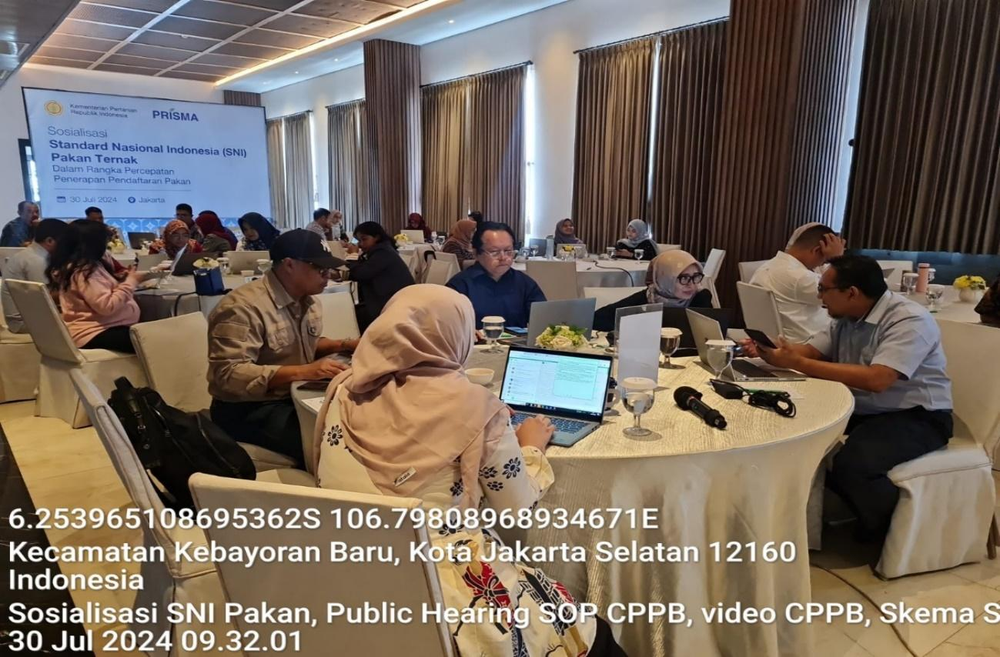 Kementerian Pertanian
Republik Indonesia
PRISMA
Sosialisasi
Standard Nasional Indonesia (SNI)
Pakan Ternak
Dalam Rangka Percepatan
Penerapan Pendaftaran Pakan
30 Juli 2024 Jakarta
6.253965108695362S 106.79808968934671E
Kecamatan Kebayoran Baru, Kota Jakarta Selatan 12160
Indonesia
Sosialisasi SNI Pakan, Public Hearing SOP CPPB, video CPPB, Skema S
30 Jul 2024 09.32.01